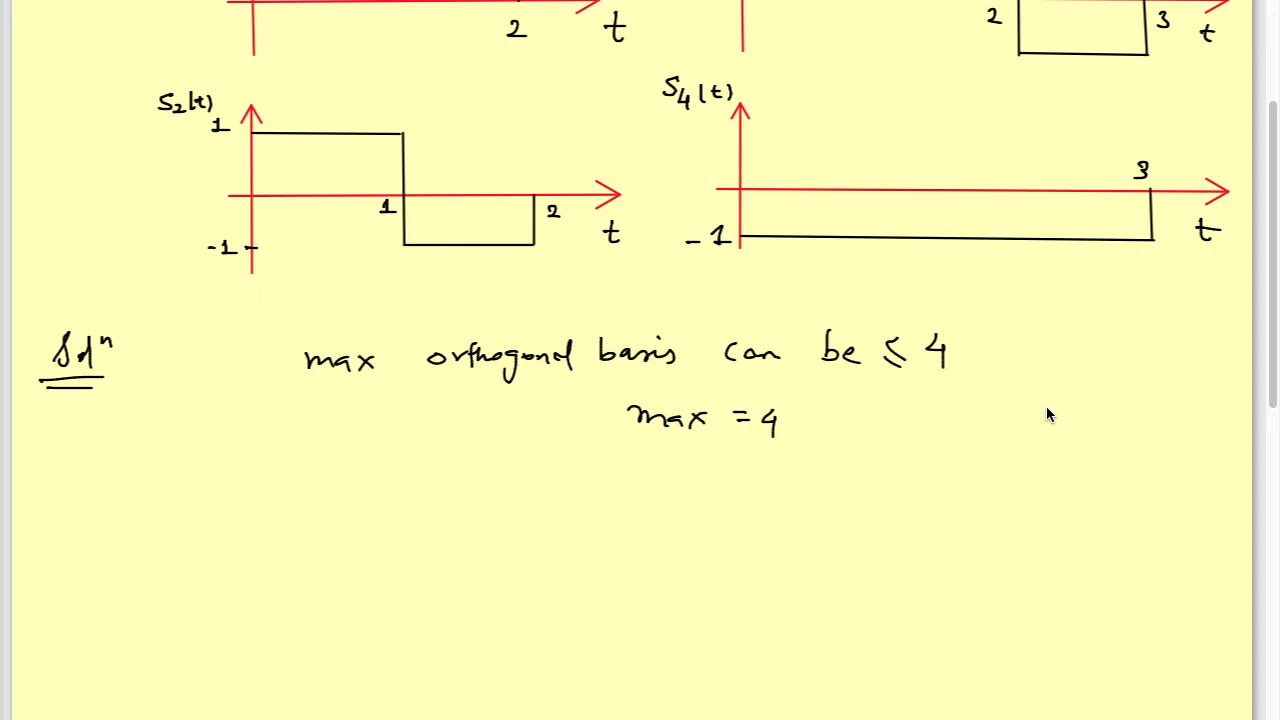 2 t
2 3 t
S2(t)
1
1 2
-1 t
S4(t)
3
-1 t
Solⁿ max orthogonal basis can be ≤ 4
max = 4